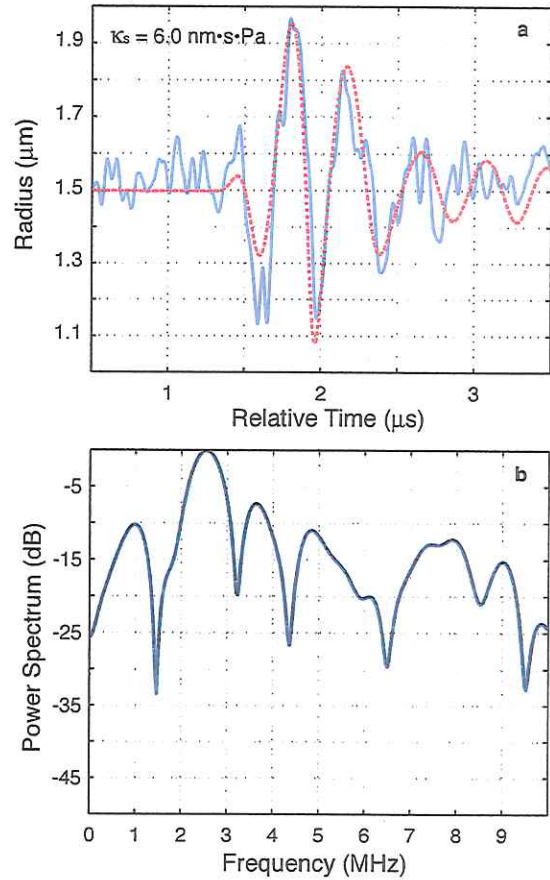 κs = 6.0 nm•s•Pa
a
1.9
1.7
1.5
1.3
1.1
Radius (μm)
1 2 3
Relative Time (μs)
b
-5
-15
-25
-35
-45
Power Spectrum (dB)
0 1 2 3 4 5 6 7 8 9
Frequency (MHz)